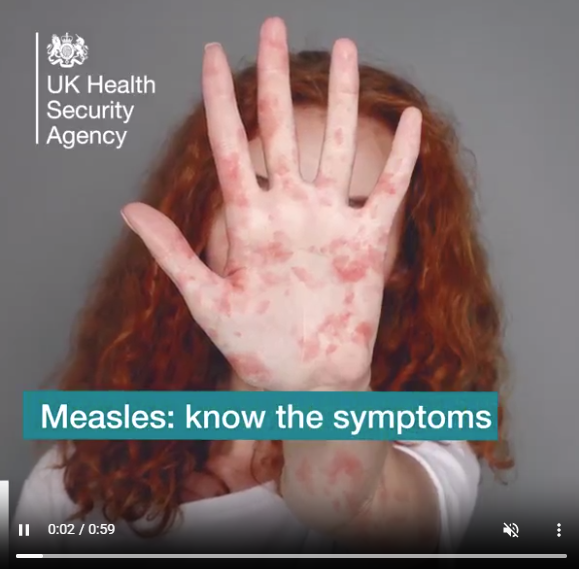 UK Health
Security
Agency
Measles: know the symptoms
0:02 / 0:59